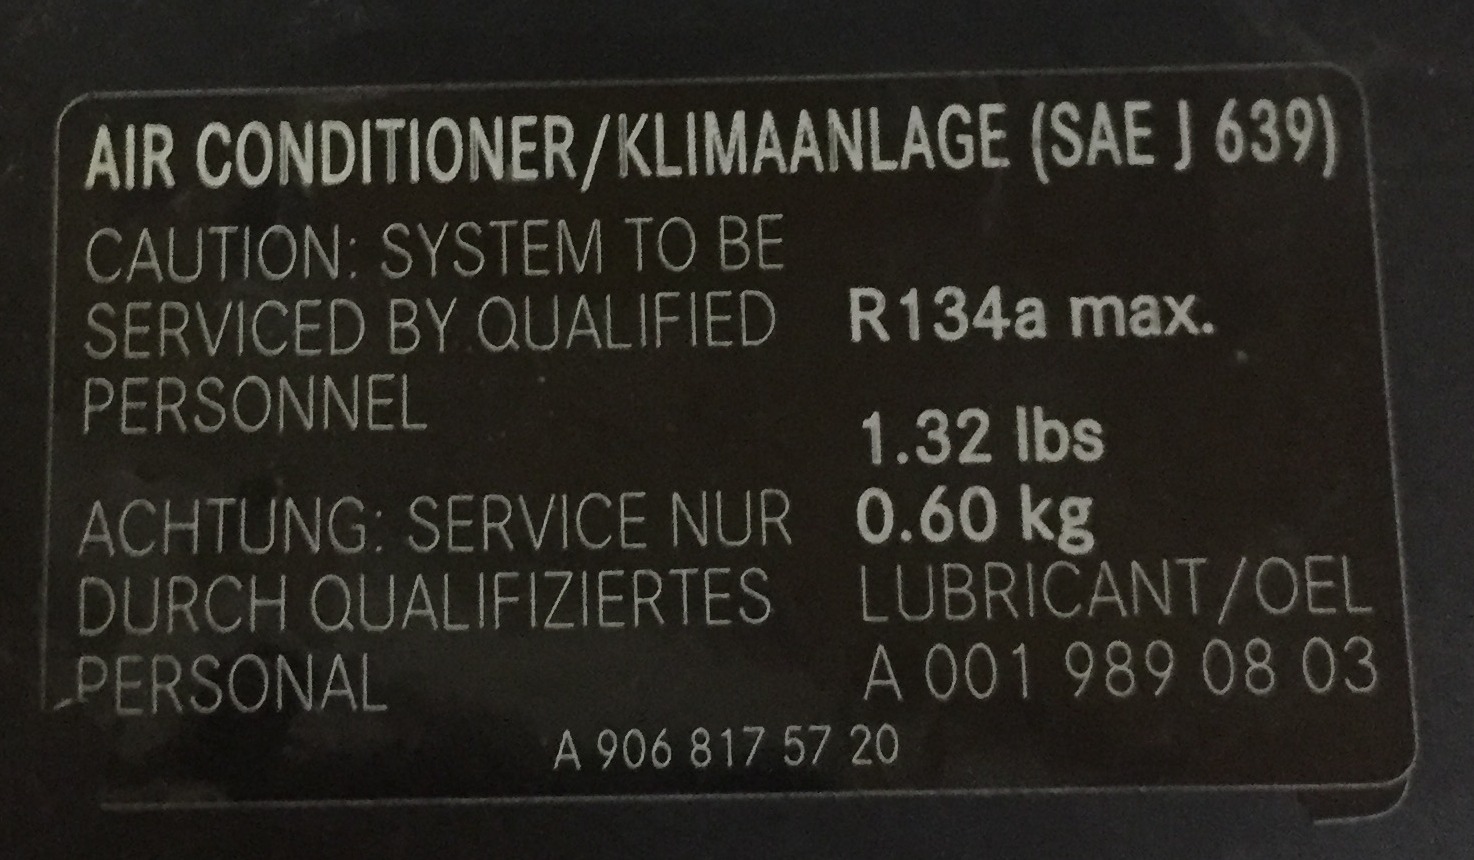 AIR CONDITIONER/KLIMAANLAGE (SAE J 639)
CAUTION: SYSTEM TO BE
SERVICED BY QUALIFIED
PERSONNEL
R134a max.
1.32 lbs
0.60 kg
ACHTUNG: SERVICE NUR
DURCH QUALIFIZIERTES
PERSONAL
LUBRICANT/OEL
A 001 989 08 03
A 906 817 57 20